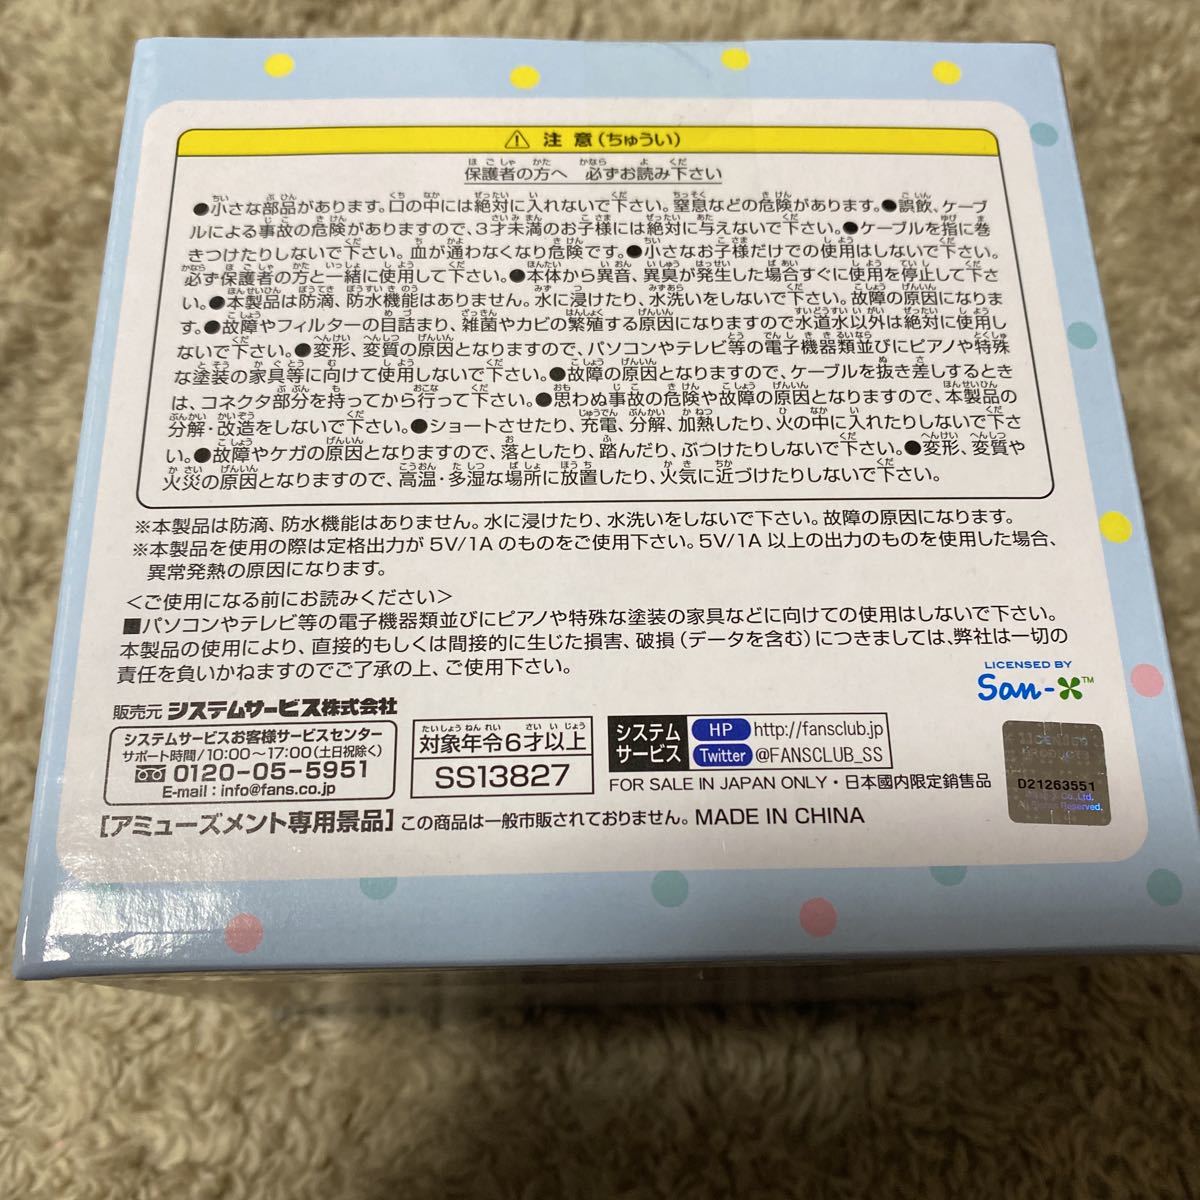 ⚠ 注意(ちゅうい)
保護者の方へ 必ずお読み下さい
●小さな部品があります。口の中には絶対に入れないで下さい。窒息などの危険があります。●誤飲、ケーブ
ルによる事故の危険がありますので、3才未満のお子様には絶対に与えないで下さい。●ケーブルを指に巻
きつけたりしないで下さい。血が通わなくなり危険です。●小さなお子様だけでの使用はしないで下さい。
必ず保護者の方と一緒に使用して下さい。●本体から異音、異臭が発生した場合すぐに使用を停止して下さ
い。●本製品は防滴、防水機能はありません。水に浸けたり、水洗いをしないで下さい。故障の原因になりま
す。●故障やフィルターの目詰まり、雑菌やカビの繁殖する原因になりますので水道水以外は絶対に使用し
ないで下さい。●変形、変質の原因となりますので、パソコンやテレビ等の電子機器類並びにピアノや特殊
な塗装の家具等に向けて使用しないで下さい。●故障の原因となりますので、ケーブルを抜き差しするとき
は、コネクタ部分を持ってから行って下さい。●思わぬ事故の危険や故障の原因となりますので、本製品の
分解・改造をしないで下さい。●ショートさせたり、充電、分解、加熱したり、火の中に入れたりしないで下さ
い。●故障やケガの原因となりますので、落としたり、踏んだり、ぶつけたりしないで下さい。●変形、変質や
火災の原因となりますので、高温・多湿な場所に放置したり、火気に近づけたりしないで下さい。
※本製品は防滴、防水機能はありません。水に浸けたり、水洗いをしないで下さい。故障の原因になります。
※本製品を使用の際は定格出力が 5V/1A のものをご使用下さい。5V/1A 以上の出力のものを使用した場合、
異常発熱の原因になります。
＜ご使用になる前にお読みください＞
■パソコンやテレビ等の電子機器類並びにピアノや特殊な塗装の家具などに向けての使用はしないで下さい。
本製品の使用により、直接的もしくは間接的に生じた損害、破損(データを含む)につきましては、弊社は一切の
責任を負いかねますのでご了承の上、ご使用下さい。
LICENSED BY
San-X™
販売元 システムサービス株式会社
システムサービスお客様サービスセンター
サポート時間/10:00～17:00(土日祝除く)
0120-05-5951
E-mail : info@fans.co.jp
対象年令6才以上
SS13827
システム
サービス
HP http://fansclub.jp
Twitter @FANSCLUB_SS
FOR SALE IN JAPAN ONLY・日本國内限定銷售品
D21263551
Co.,Ltd.
All Rights Reserved.
[アミューズメント専用景品] この商品は一般市販されておりません。 MADE IN CHINA